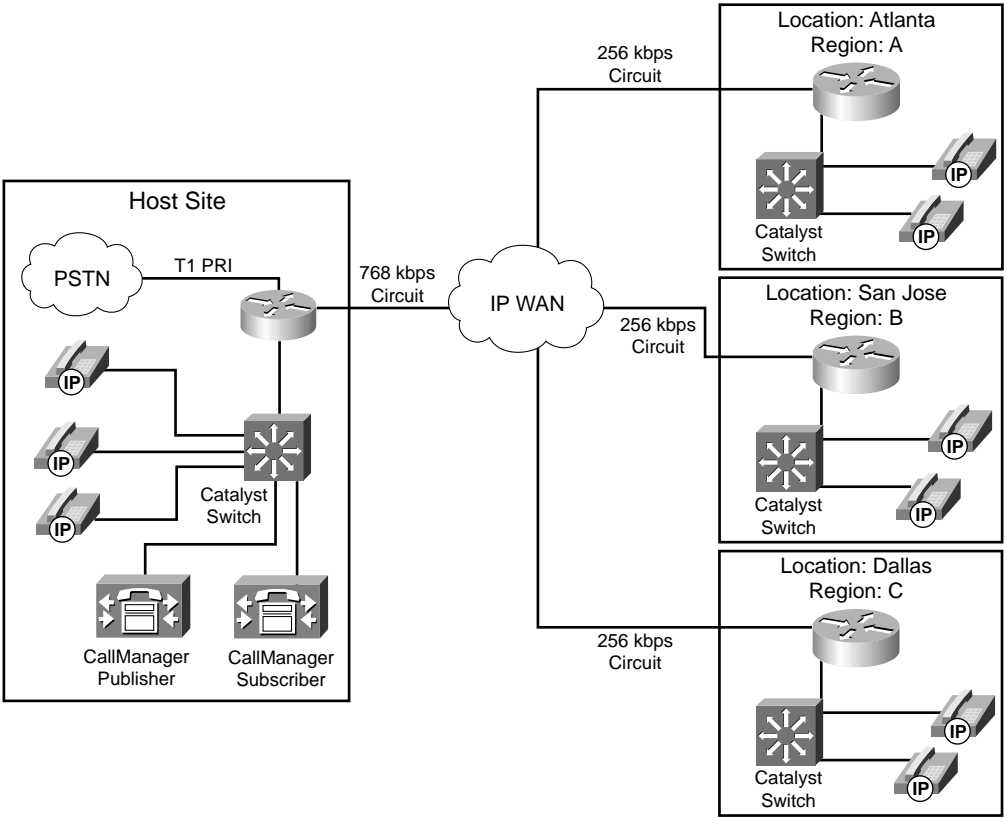 Host Site
PSTN
T1 PRI
IP
IP
IP
Catalyst
Switch
CallManager
Publisher
CallManager
Subscriber
768 kbps
Circuit
IP WAN
256 kbps
Circuit
256 kbps
Circuit
256 kbps
Circuit
Location: Atlanta
Region: A
IP
IP
Catalyst
Switch
Location: San Jose
Region: B
IP
IP
Catalyst
Switch
Location: Dallas
Region: C
IP
IP
Catalyst
Switch